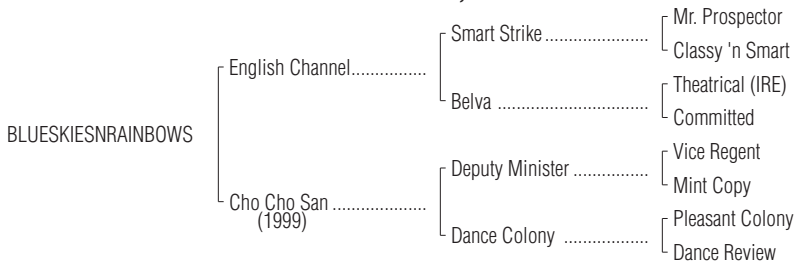 Mr. Prospector
Smart Strike
Classy 'n Smart
English Channel
Theatrical (IRE)
Belva
Committed
BLUESKIESNRAINBOWS
Vice Regent
Deputy Minister
Mint Copy
Cho Cho San
(1999)
Pleasant Colony
Dance Colony
Dance Review